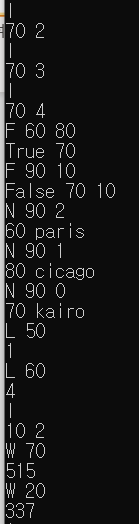 |
70 2
|
70 3
|
70 4
F 60 80
True 70
F 90 10
False 70 10
N 90 2
60 paris
N 90 1
80 cicago
N 90 0
70 kairo
L 50
1
L 60
4
|
10 2
W 70
515
W 20
337